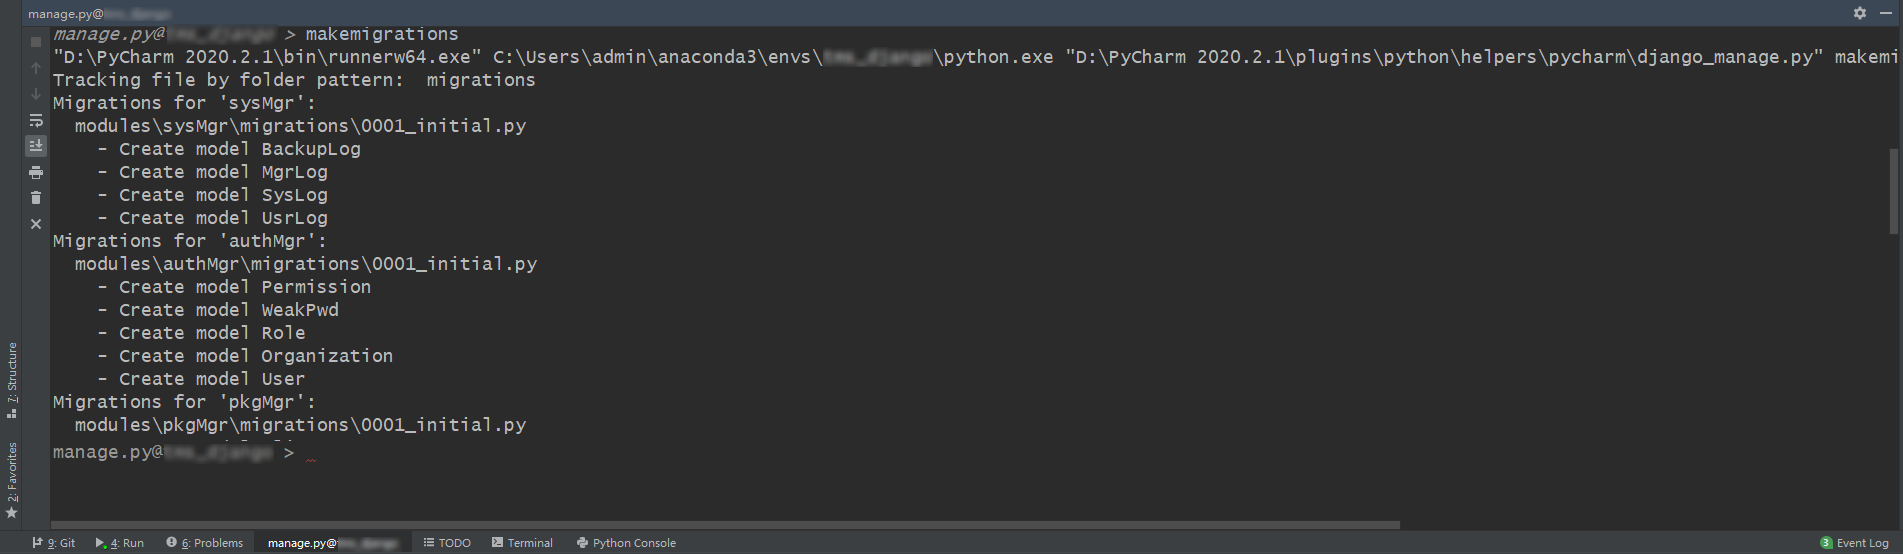 manage.py@
manage.py@ > makemigrations
"D:\PyCharm 2020.2.1\bin\runnerw64.exe" C:\Users\admin\anaconda3\envs\ \python.exe "D:\PyCharm 2020.2.1\plugins\python\helpers\pycharm\django_manage.py" makemi
Tracking file by folder pattern:  migrations
Migrations for 'sysMgr':
  modules\sysMgr\migrations\0001_initial.py
    - Create model BackupLog
    - Create model MgrLog
    - Create model SysLog
    - Create model UsrLog
Migrations for 'authMgr':
  modules\authMgr\migrations\0001_initial.py
    - Create model Permission
    - Create model WeakPwd
    - Create model Role
    - Create model Organization
    - Create model User
Migrations for 'pkgMgr':
  modules\pkgMgr\migrations\0001_initial.py
manage.py@ >
7: Structure
2: Favorites
9: Git
4: Run
6: Problems
manage.py@
TODO
Terminal
Python Console
3 Event Log